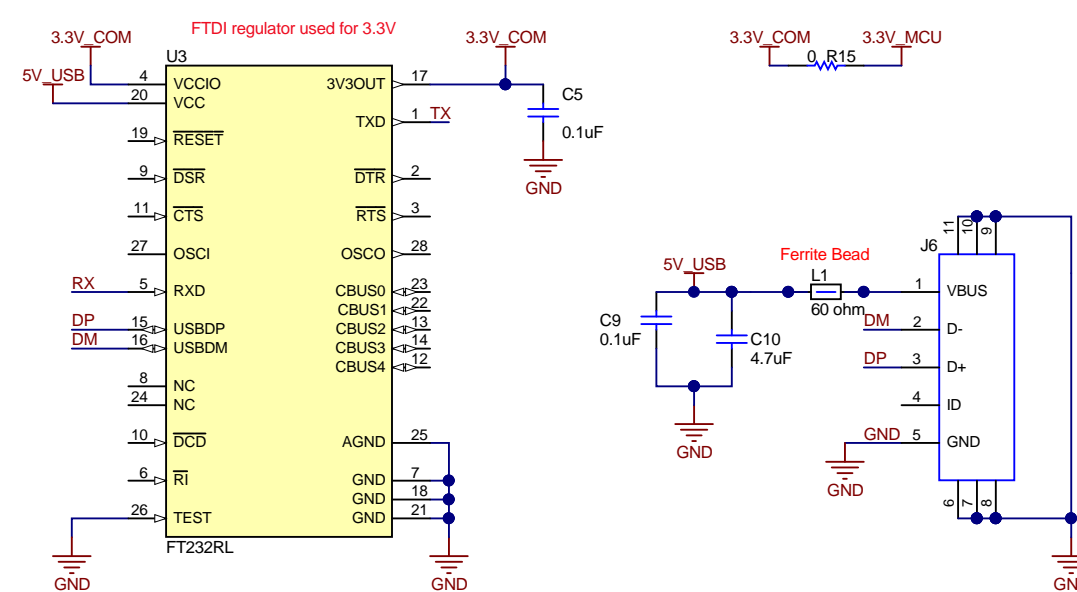 FTDI regulator used for 3.3V
3.3V_COM
5V_USB
U3
4 VCCIO
20 VCC
19 RESET
9 DSR
11 CTS
27 OSCI
RX 5 RXD
DP 15 USBDP
DM 16 USBDM
8 NC
24 NC
10 DCD
6 RI
26 TEST
FT232RL
GND
3V3OUT 17
TXD 1 TX
DTR 2
RTS 3
OSCO 28
CBUS0 23
CBUS1 22
CBUS2 13
CBUS3 14
CBUS4 12
AGND 25
GND 7
GND 18
GND 21
GND
3.3V_COM
C5
0.1uF
GND
3.3V_COM
0 R15
3.3V_MCU
5V_USB
Ferrite Bead
L1
60 ohm
C9
0.1uF
C10
4.7uF
GND
J6
11
10
9
1 VBUS
DM 2 D-
DP 3 D+
4 ID
GND 5 GND
GND
6
7
8
GN